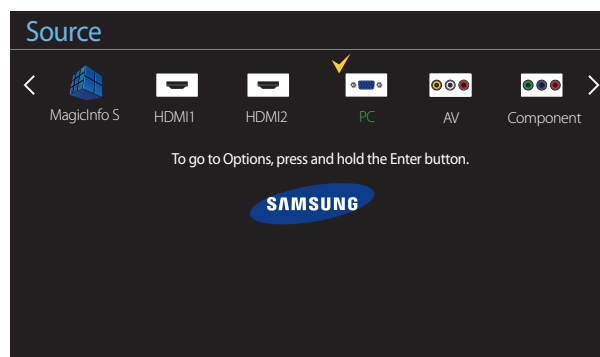 Source
MagicInfo S HDMI1 HDMI2 PC AV Component
To go to Options, press and hold the Enter button.
SAMSUNG